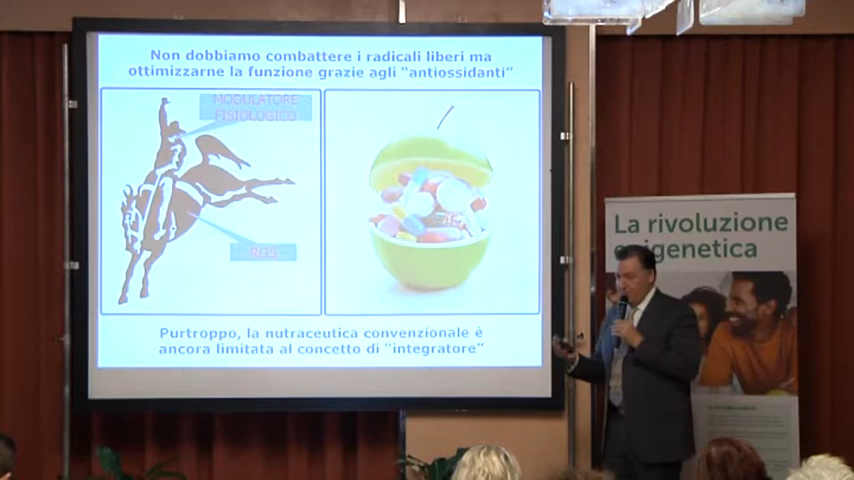 Non dobbiamo combattere i radicali liberi ma
ottimizzarne la funzione grazie agli “antiossidanti”
MODULATORE
FISIOLOGICO
ROS
Purtroppo, la nutraceutica convenzionale è
ancora limitata al concetto di “integratore”
La rivoluzione
epigenetica